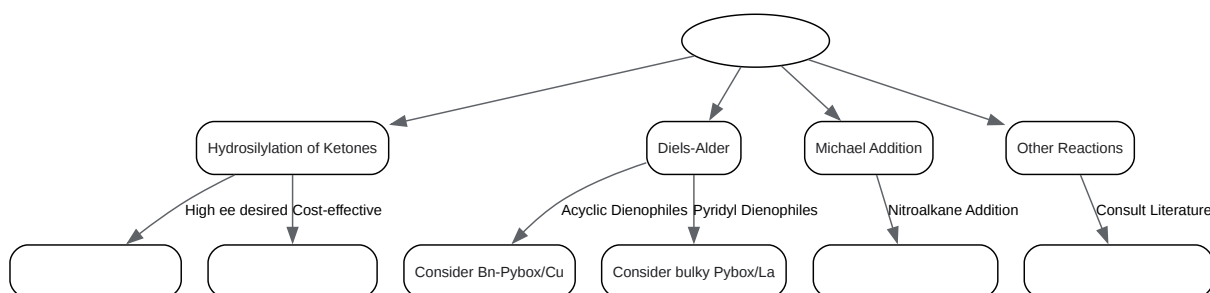 Hydrosilylation of Ketones
Diels-Alder
Michael Addition
Other Reactions
High ee desired
Cost-effective
Acyclic Dienophiles
Pyridyl Dienophiles
Nitroalkane Addition
Consult Literature
Consider Bn-Pybox/Cu
Consider bulky Pybox/La